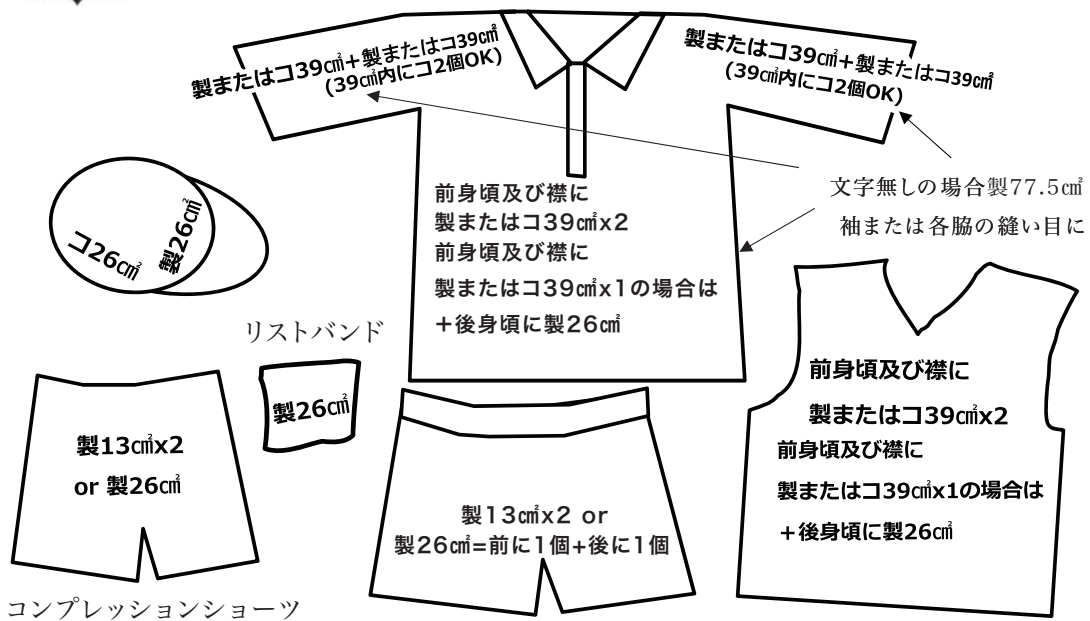 製またはコ39㎠+製またはコ39㎠
(39㎠内にコ2個OK)
製またはコ39㎠+製またはコ39㎠
(39㎠内にコ2個OK)
文字無しの場合製77.5㎠
袖または各脇の縫い目に
前身頃及び襟に
製またはコ39㎠x2
前身頃及び襟に
製またはコ39㎠x1の場合は
+後身頃に製26㎠
コ26㎠
製26㎠
リストバンド
製26㎠
製13㎠x2
or 製26㎠
コンプレッションショーツ
製13㎠x2 or
製26㎠=前に1個+後に1個
前身頃及び襟に
製またはコ39㎠x2
前身頃及び襟に
製またはコ39㎠x1の場合は
+後身頃に製26㎠